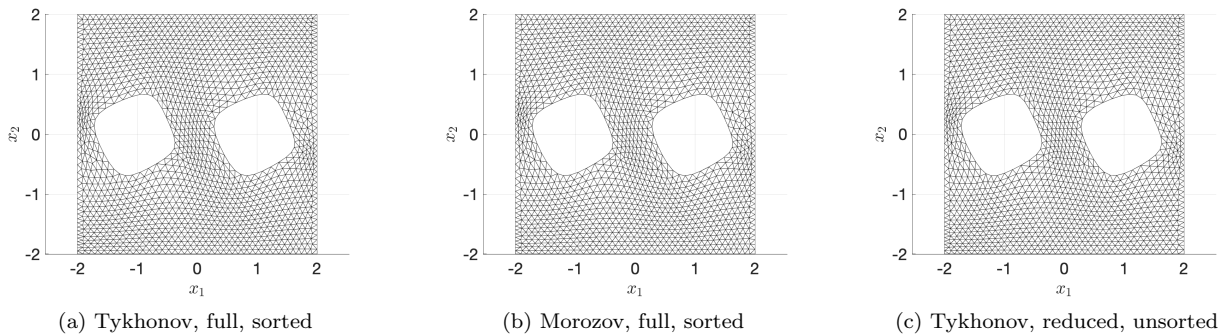 2
1
0
-1
-2
x₂
-2 -1 0 1 2
x₁
(a) Tykhonov, full, sorted
2
1
0
-1
-2
x₂
-2 -1 0 1 2
x₁
(b) Morozov, full, sorted
2
1
0
-1
-2
x₂
-2 -1 0 1 2
x₁
(c) Tykhonov, reduced, unsorted